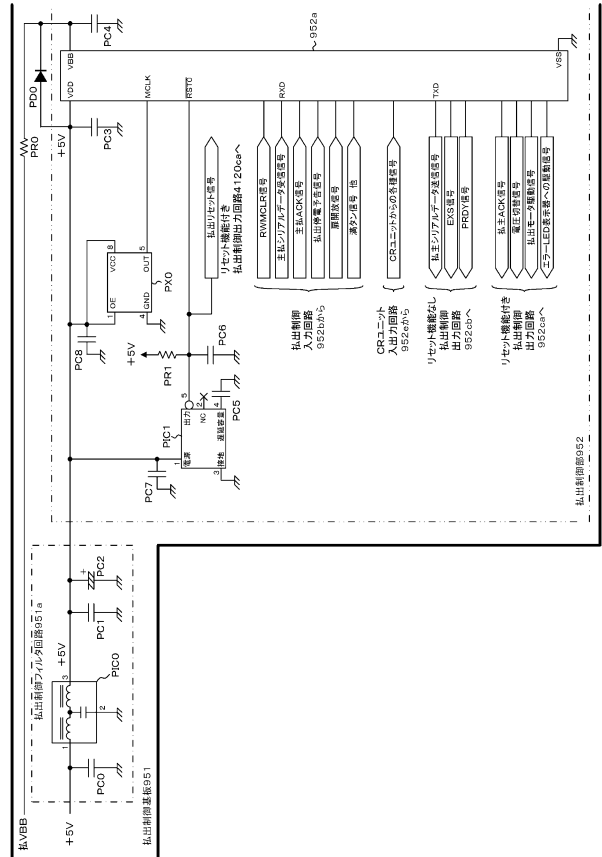 払VBB
+5V
払出制御基板951
払出制御フィルタ回路951a
PC0
1
2
3
PIC0
+5V
PC1
+
PC2
払出制御部952
PC7
PIC1
1
電源
3
接地
出力
5
NC
2
遅延容量
4
PC5
+5V
PR1
PC6
PC8
1
OE
VCC
8
4
GND
OUT
5
PX0
PR0
PD0
+5V
PC3
PC4
VDD
VBB
MCLK
RST0
RXD
TXD
VSS
952a
払出リセット信号
リセット機能付き
払出制御出力回路4120caへ
RWMCLR信号
主払シリアルデータ受信信号
主払ACK信号
払出停電予告信号
扉開放信号
満タン信号 他
払出制御
入力回路
952bから
CRユニットからの各種信号
CRユニット
入出力回路
952eから
払主シリアルデータ送信信号
EXS信号
PRDY信号
リセット機能なし
払出制御
出力回路
952cbへ
払主ACK信号
電圧切替信号
払出モータ駆動信号
エラーLED表示器への駆動信号
リセット機能付き
払出制御
出力回路
952caへ